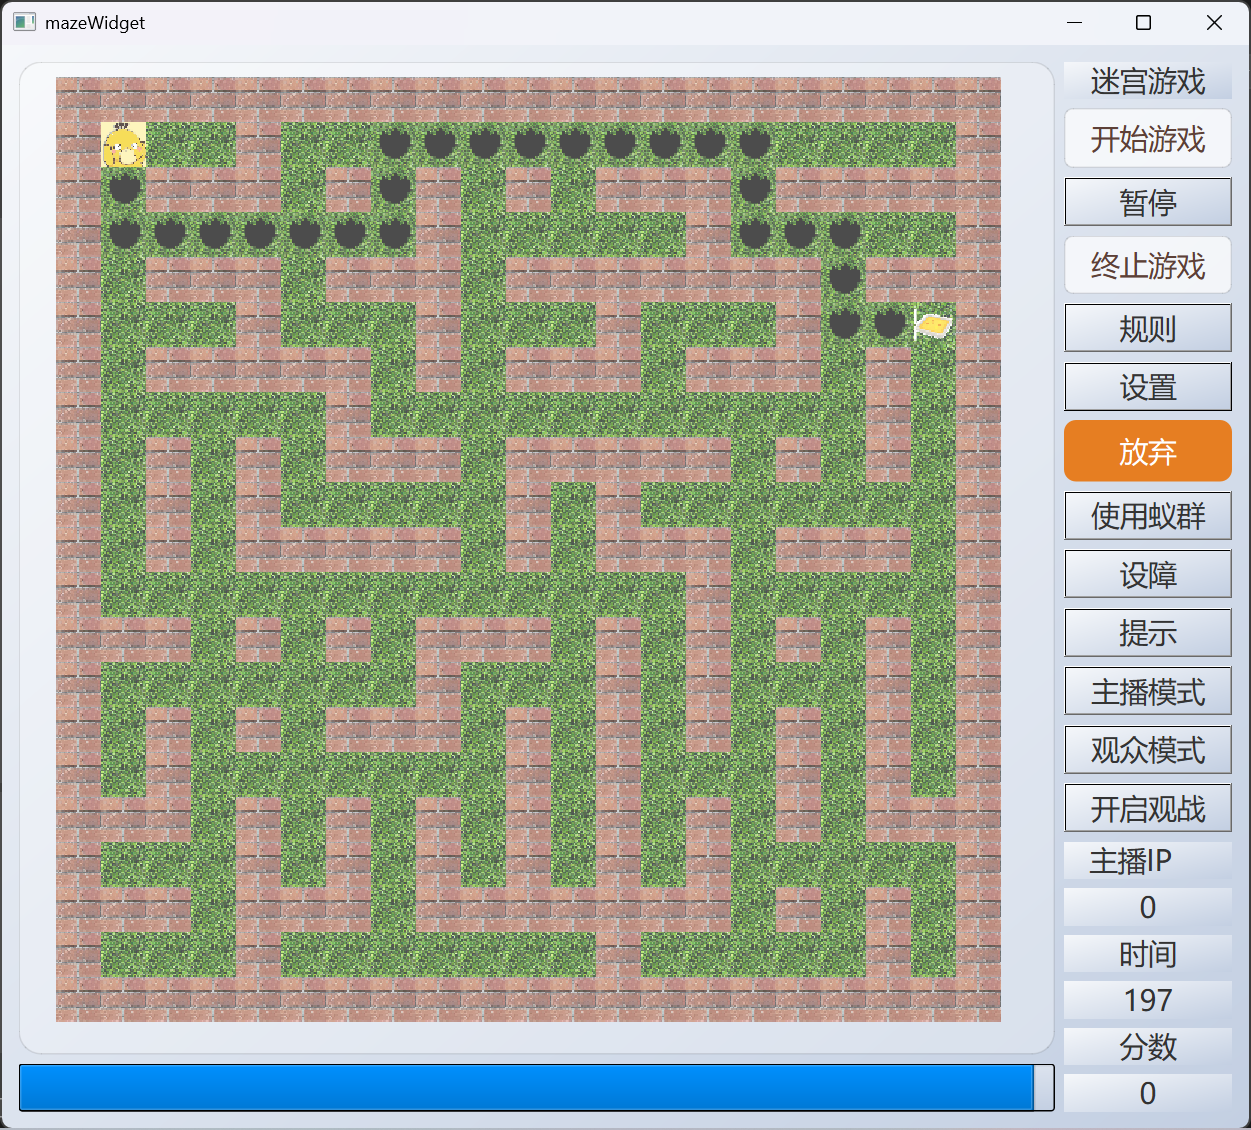 mazeWidget
迷宫游戏
开始游戏
暂停
终止游戏
规则
设置
放弃
使用蚁群
设障
提示
主播模式
观众模式
开启观战
主播IP
0
时间
197
分数
0